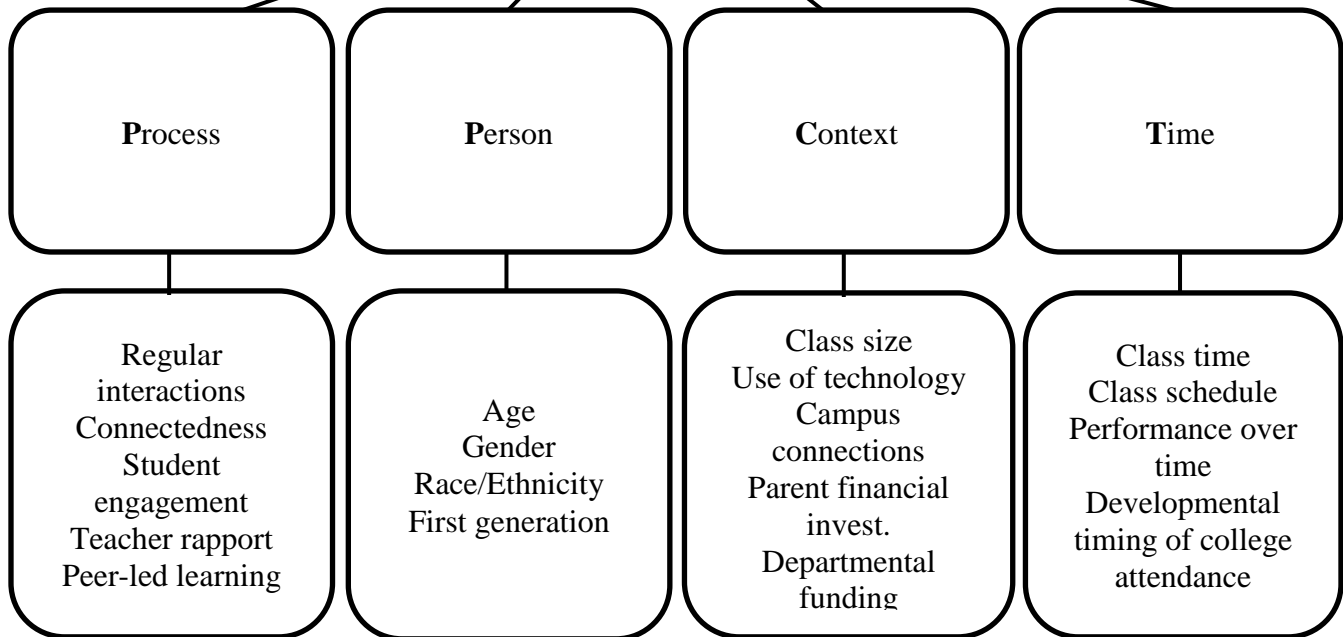 Process
Person
Context
Time
Regular
interactions
Connectedness
Student
engagement
Teacher rapport
Peer-led learning
Age
Gender
Race/Ethnicity
First generation
Class size
Use of technology
Campus
connections
Parent financial
invest.
Departmental
funding
Class time
Class schedule
Performance over
time
Developmental
timing of college
attendance